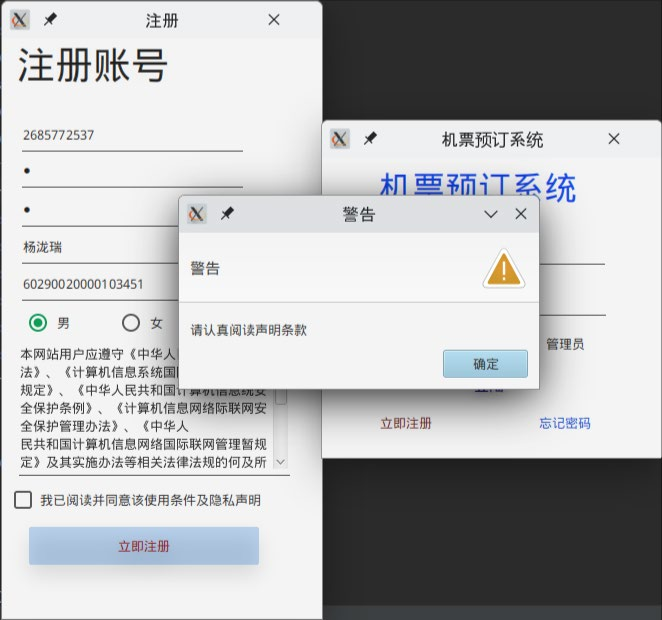 注册
注册账号
2685772537
杨泷瑞
60290020000103451
男
女
本网站用户应遵守《中华人
法》、《计算机信息系统国
规定》、《中华人民共和国计算机信息统安
全保护条例》、《计算机信息网络际联网安
全保护管理办法》、《中华人
民共和国计算机信息网络国际联网管理暂规
定》及其实施办法等相关法律法规的何及所
我已阅读并同意该使用条件及隐私声明
立即注册
机票预订系统
机票预订系统
管理员
立即注册
忘记密码
警告
警告
请认真阅读声明条款
确定